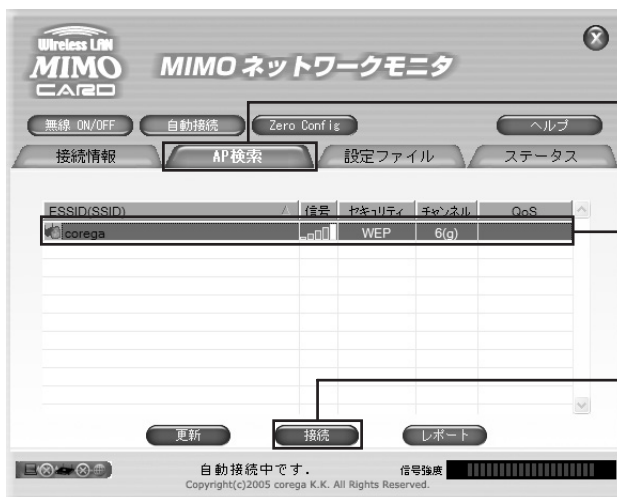 Wireless LAN
MIMO
CARD
MIMO ネットワークモニタ
無線 ON/OFF 自動接続 Zero Config ヘルプ
接続情報 AP検索 設定ファイル ステータス
ESSID(SSID) 信号 セキュリティ チャンネル QoS
corega WEP 6(g)
更新 接続 レポート
自動接続中です. 信号強度
Copyright(c)2005 corega K.K. All Rights Reserved.